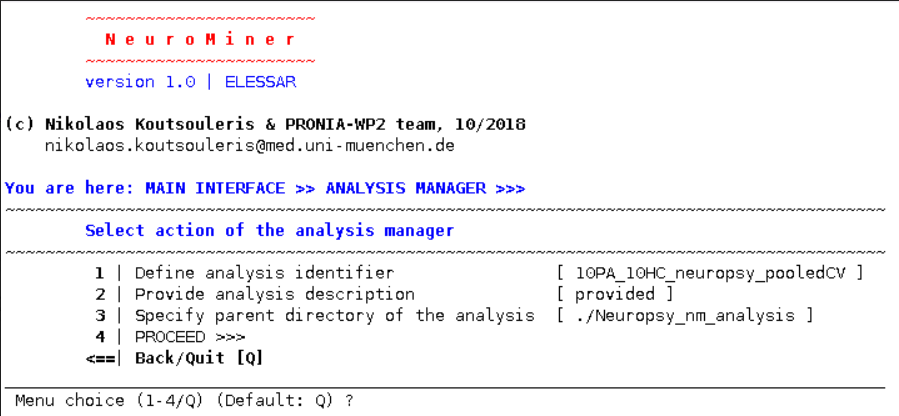 ~~~~~~~~~~~~~~~~~~~~~~~
N e u r o M i n e r
~~~~~~~~~~~~~~~~~~~~~~~
version 1.0 | ELESSAR
(c) Nikolaos Koutsouleris & PRONIA-WP2 team, 10/2018
nikolaos.koutsouleris@med.uni-muenchen.de
You are here: MAIN INTERFACE >> ANALYSIS MANAGER >>>
~~~~~~~~~~~~~~~~~~~~~~~~~~~~~~~~~~~~~~~~~~~~~~~~~~~~~~~~~~~~~~~~~~~~~~~~~~~~~~~~~~~~~~~~
Select action of the analysis manager
~~~~~~~~~~~~~~~~~~~~~~~~~~~~~~~~~~~~~~~~~~~~~~~~~~~~~~~~~~~~~~~~~~~~~~~~~~~~~~~~~~~~~~~~
1 | Define analysis identifier [ 10PA_10HC_neuropsy_pooledCV ]
2 | Provide analysis description [ provided ]
3 | Specify parent directory of the analysis [ ./Neuropsy_nm_analysis ]
4 | PROCEED >>>
<==| Back/Quit [Q]
Menu choice (1-4/Q) (Default: Q) ?